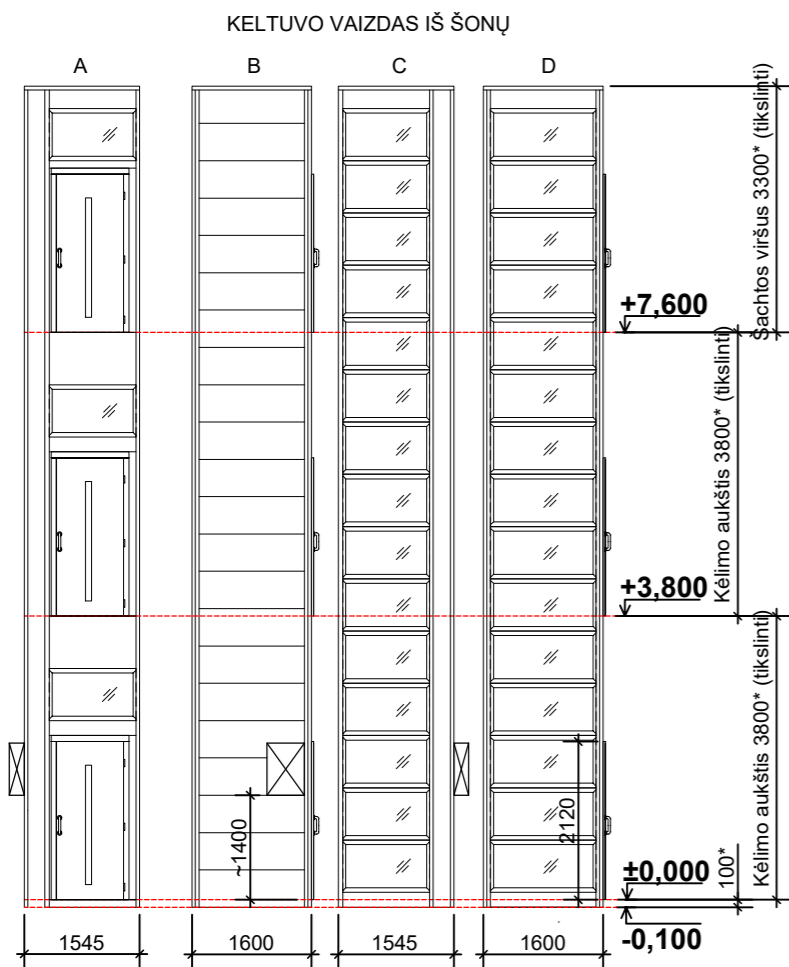 KELTUVO VAIZDAS IŠ ŠONŲ
A
B
C
D
Šachtos viršus 3300* (tikslinti)
+7,600
Kėlimo aukštis 3800* (tikslinti)
+3,800
Kėlimo aukštis 3800* (tikslinti)
2120
~1400
±0,000
100*
-0,100
1545
1600
1545
1600